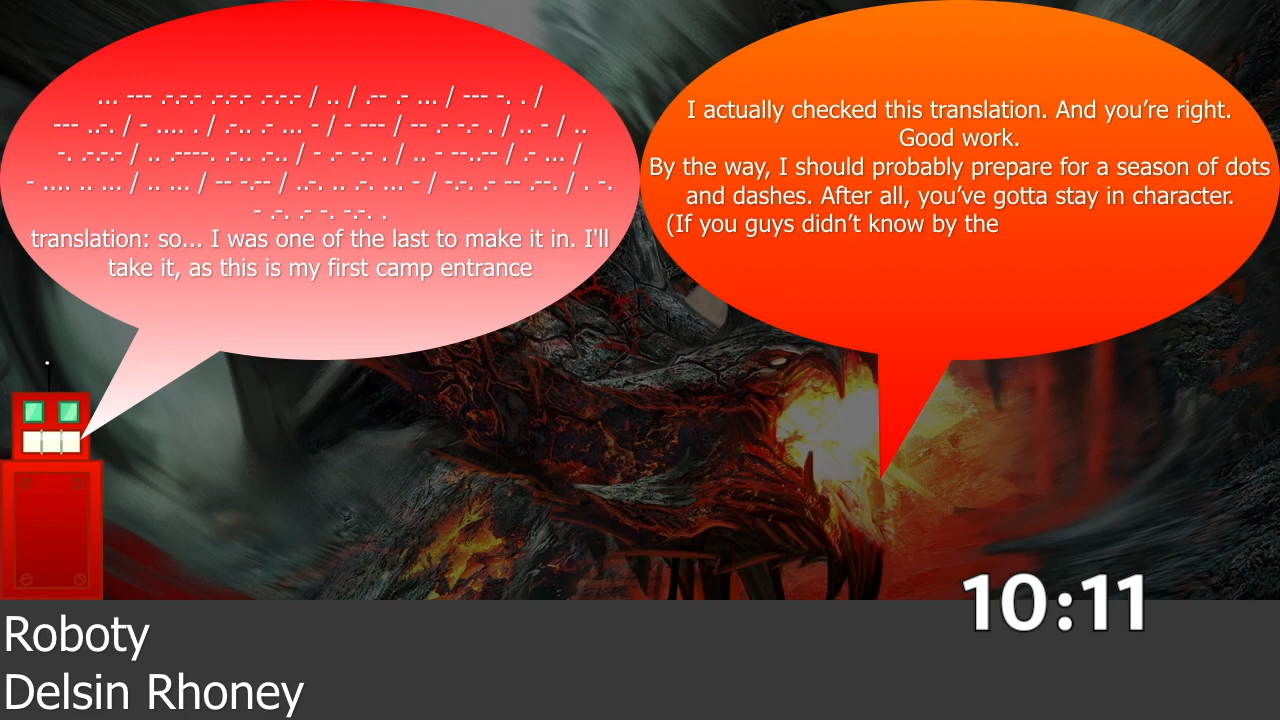 ... --- .-.-.- .-.-.- .-.-.- / .. / .-- .- ... / --- -. . /
--- ..-. / - .... . / .-.. .- ... - / - --- / -- .- -.- . / .. - / ..
-. .-.-.- / .. .----. .-.. .-.. / - .- -.- . / .. - --..-- / .- ... /
- .... .. ... / .. ... / -- -.-- / ..-. .. .-. ... - / -.-. .- -- .--. / . -.
- .-. .- -. -.-. .
translation: so... I was one of the last to make it in. I'll
take it, as this is my first camp entrance
I actually checked this translation. And you’re right.
Good work.
By the way, I should probably prepare for a season of dots
and dashes. After all, you’ve gotta stay in character.
(If you guys didn’t know by the
10:11
Roboty
Delsin Rhoney